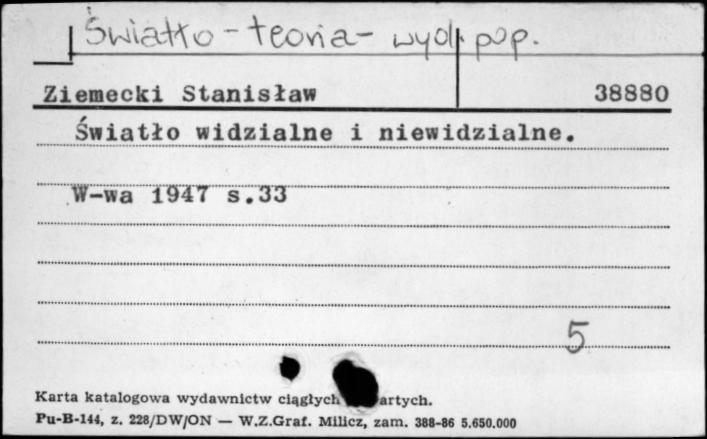 Światło - teoria - wyd. pop.
Ziemecki Stanisław 38880
Światło widzialne i niewidzialne.
W-wa 1947 s.33
5
Karta katalogowa wydawnictw ciągłych artych.
Pu-B-144, z. 228/DW/ON — W.Z.Graf. Milicz, zam. 388-86 5.650.000